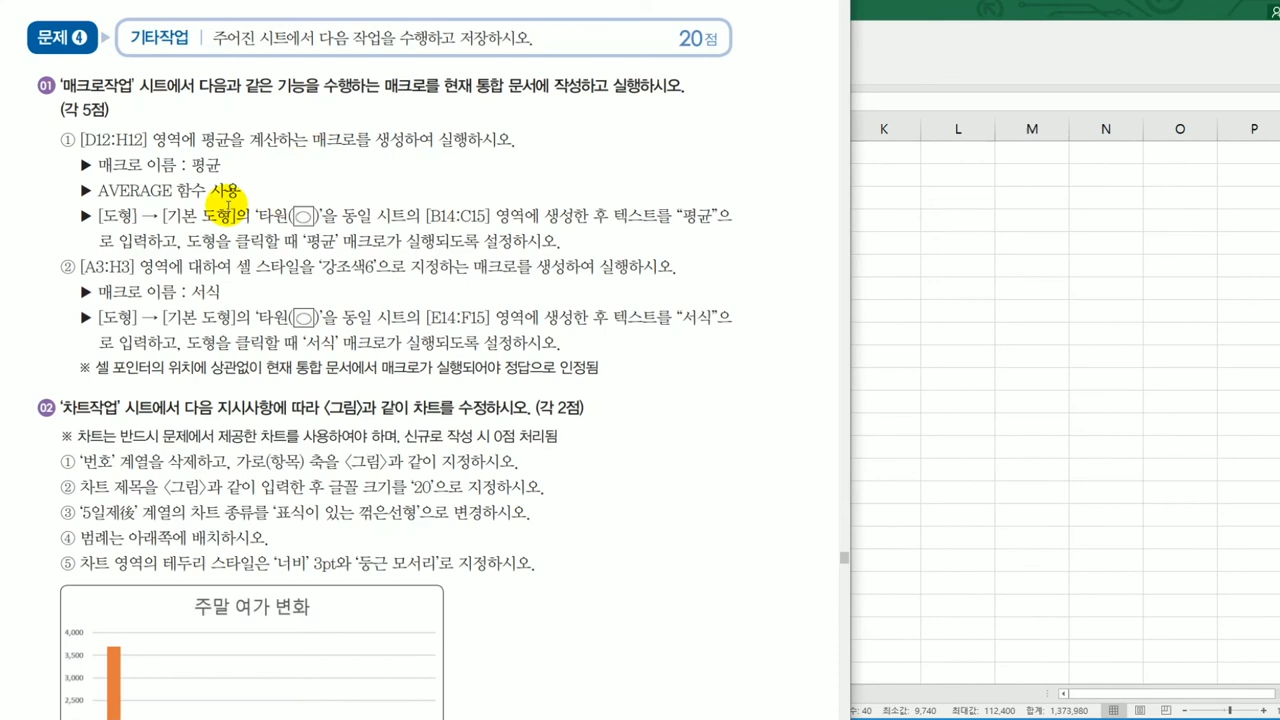 문제 ❹ 기타작업 주어진 시트에서 다음 작업을 수행하고 저장하시오. 20점
01 '매크로작업' 시트에서 다음과 같은 기능을 수행하는 매크로를 현재 통합 문서에 작성하고 실행하시오.
(각 5점)
① [D12:H12] 영역에 평균을 계산하는 매크로를 생성하여 실행하시오.
▶ 매크로 이름 : 평균
▶ AVERAGE 함수 사용
▶ [도형] → [기본 도형]의 '타원(◯)'을 동일 시트의 [B14:C15] 영역에 생성한 후 텍스트를 "평균"으
로 입력하고, 도형을 클릭할 때 '평균' 매크로가 실행되도록 설정하시오.
② [A3:H3] 영역에 대하여 셀 스타일을 '강조색6'으로 지정하는 매크로를 생성하여 실행하시오.
▶ 매크로 이름 : 서식
▶ [도형] → [기본 도형]의 '타원(◯)'을 동일 시트의 [E14:F15] 영역에 생성한 후 텍스트를 "서식"으
로 입력하고, 도형을 클릭할 때 '서식' 매크로가 실행되도록 설정하시오.
※ 셀 포인터의 위치에 상관없이 현재 통합 문서에서 매크로가 실행되어야 정답으로 인정됨
02 '차트작업' 시트에서 다음 지시사항에 따라 〈그림〉과 같이 차트를 수정하시오. (각 2점)
※ 차트는 반드시 문제에서 제공한 차트를 사용하여야 하며, 신규로 작성 시 0점 처리됨
① '번호' 계열을 삭제하고, 가로(항목) 축을 〈그림〉과 같이 지정하시오.
② 차트 제목을 〈그림〉과 같이 입력한 후 글꼴 크기를 '20'으로 지정하시오.
③ '5일제後' 계열의 차트 종류를 '표식이 있는 꺾은선형'으로 변경하시오.
④ 범례는 아래쪽에 배치하시오.
⑤ 차트 영역의 테두리 스타일은 '너비' 3pt와 '둥근 모서리'로 지정하시오.
주말 여가 변화
4,000
3,500
3,000
2,500
K L M N O P
수: 40 최소값: 9,740 최대값: 112,400 합계: 1,373,980